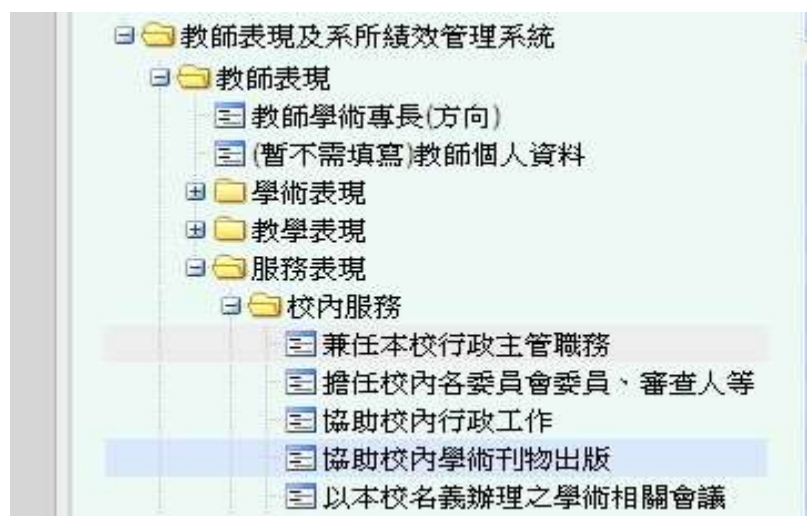 教師表現及系所績效管理系統
教師表現
教師學術專長(方向)
(暫不需填寫)教師個人資料
學術表現
教學表現
服務表現
校內服務
兼任本校行政主管職務
擔任校內各委員會委員、審查人等
協助校內行政工作
協助校內學術刊物出版
以本校名義辦理之學術相關會議